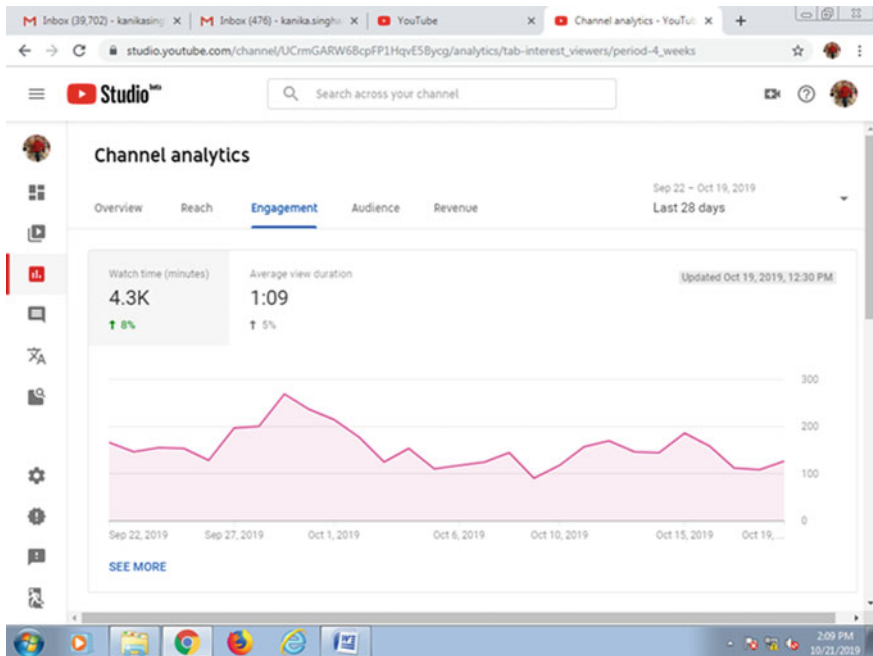 Inbox (39,702) - kanikasing
Inbox (476) - kanika.singh
YouTube
Channel analytics - YouTub
studio.youtube.com/channel/UCrmGARW6BcpFP1HqvE5Bycg/analytics/tab-interest_viewers/period-4_weeks
Studio beta
Search across your channel
Channel analytics
Overview Reach Engagement Audience Revenue
Sep 22 – Oct 19, 2019
Last 28 days
Watch time (minutes)
4.3K
↑ 8%
Average view duration
1:09
↑ 5%
Updated Oct 19, 2019, 12:30 PM
300
200
100
0
Sep 22, 2019 Sep 27, 2019 Oct 1, 2019 Oct 6, 2019 Oct 10, 2019 Oct 15, 2019 Oct 19, ...
SEE MORE
2:09 PM
10/21/2019